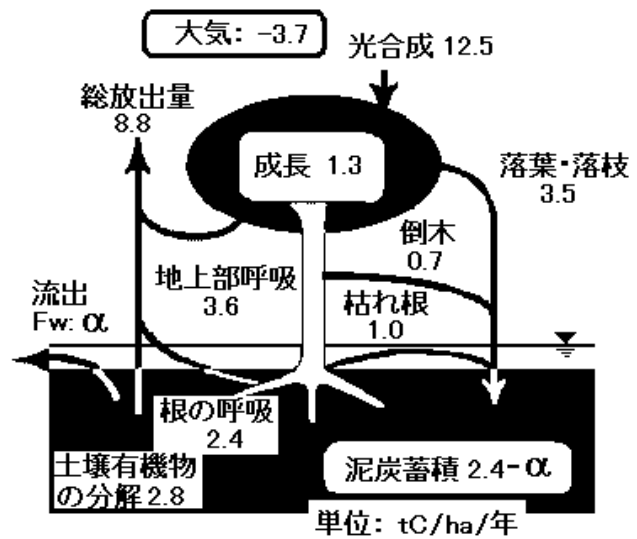 大気: -3.7
光合成 12.5
総放出量
8.8
成長 1.3
落葉・落枝
3.5
倒木
0.7
地上部呼吸
3.6
枯れ根
1.0
流出
Fw: α
根の呼吸
2.4
土壌有機物
の分解 2.8
泥炭蓄積 2.4-α
単位: tC/ha/年